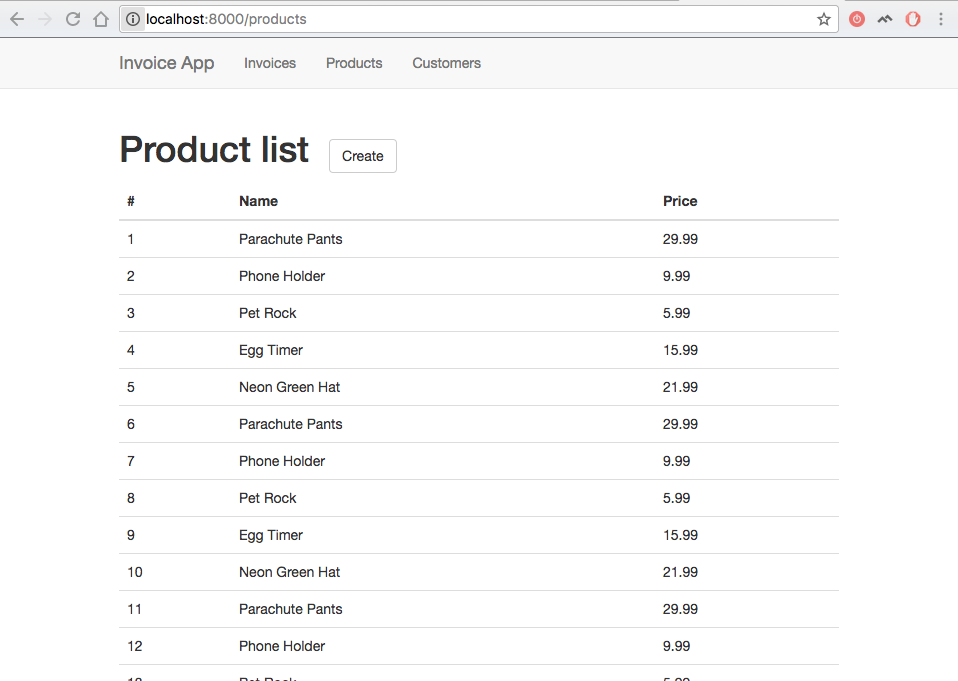 localhost:8000/products
Invoice App Invoices Products Customers
Product list Create
# Name Price
1 Parachute Pants 29.99
2 Phone Holder 9.99
3 Pet Rock 5.99
4 Egg Timer 15.99
5 Neon Green Hat 21.99
6 Parachute Pants 29.99
7 Phone Holder 9.99
8 Pet Rock 5.99
9 Egg Timer 15.99
10 Neon Green Hat 21.99
11 Parachute Pants 29.99
12 Phone Holder 9.99